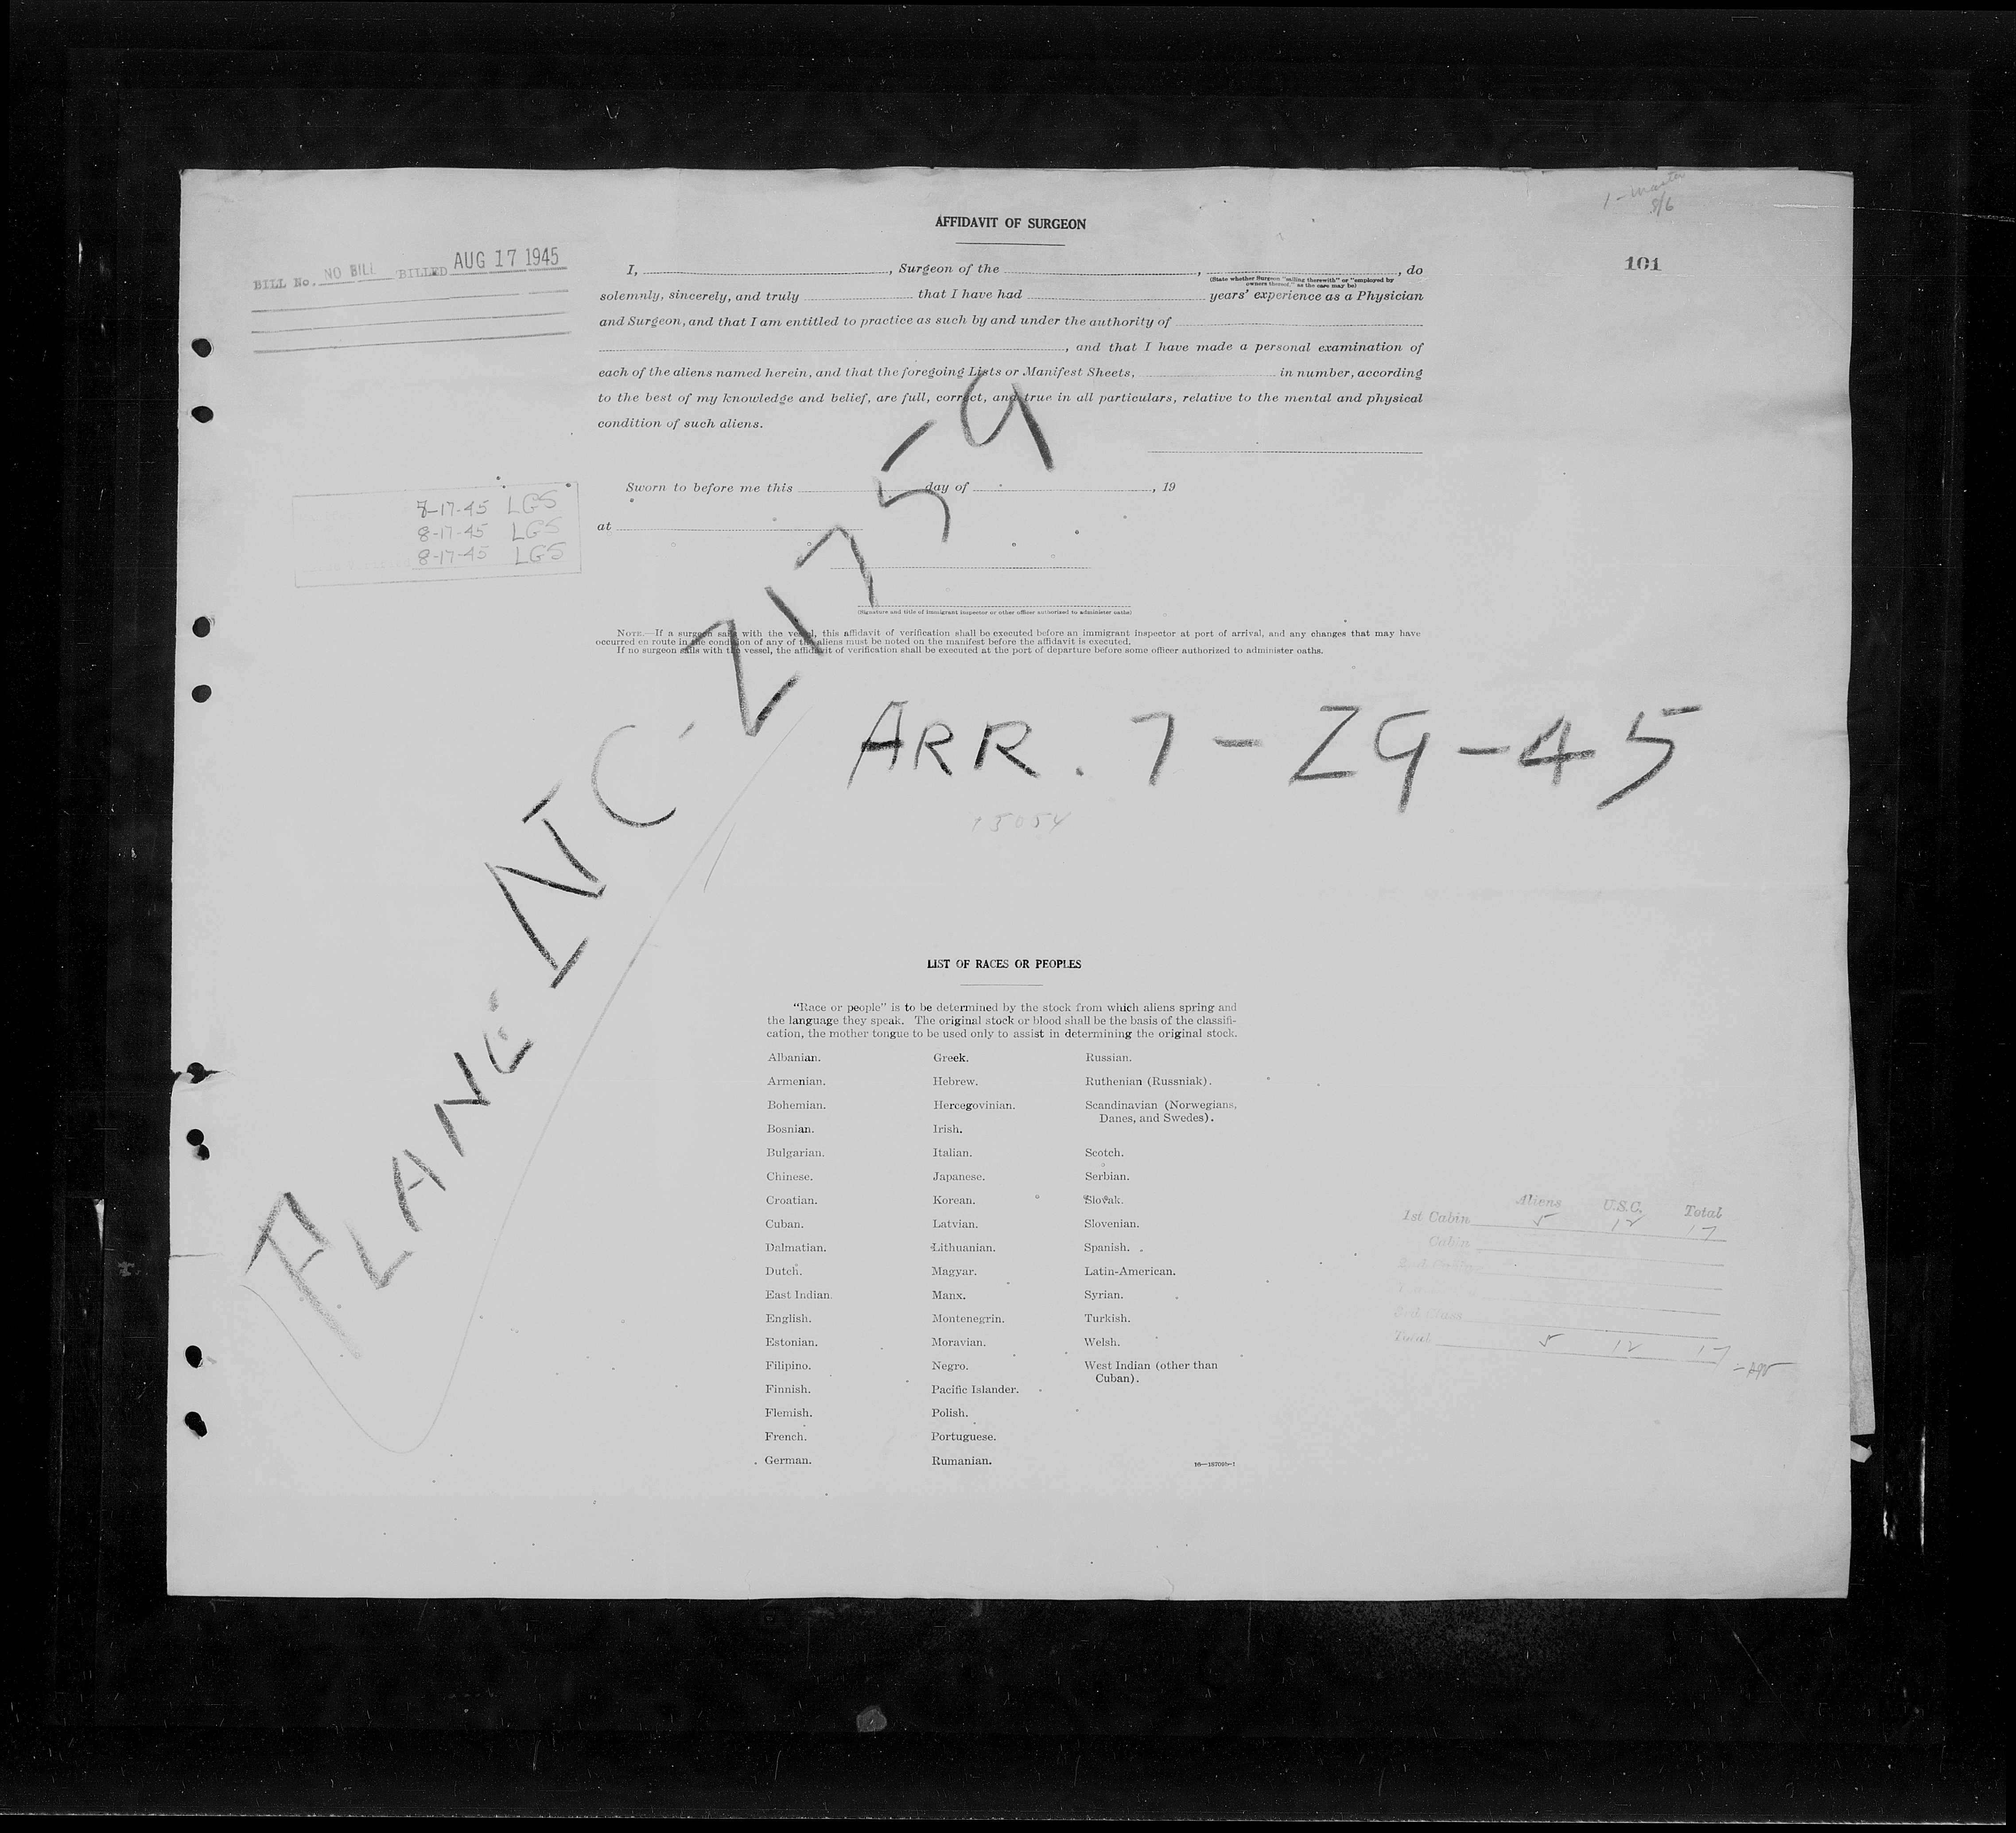 1-Master
8/6
AFFIDAVIT OF SURGEON
101
BILL No. NO BILL BILLED AUG 17 1945
I, , Surgeon of the , , do
(State whether Surgeon "sailing therewith" or "employed by
owners thereof," as the case may be)
solemnly, sincerely, and truly that I have had years' experience as a Physician
and Surgeon, and that I am entitled to practice as such by and under the authority of
, and that I have made a personal examination of
each of the aliens named herein, and that the foregoing Lists or Manifest Sheets, in number, according
to the best of my knowledge and belief, are full, correct, and true in all particulars, relative to the mental and physical
condition of such aliens.
8-17-45 LGS
8-17-45 LGS
8-17-45 LGS
Sworn to before me this day of , 19
at
(Signature and title of immigrant inspector or other officer authorized to administer oaths)
NOTE.—If a surgeon sails with the vessel, this affidavit of verification shall be executed before an immigrant inspector at port of arrival, and any changes that may have
occurred en route in the condition of any of the aliens must be noted on the manifest before the affidavit is executed.
If no surgeon sails with the vessel, the affidavit of verification shall be executed at the port of departure before some officer authorized to administer oaths.
PLANE-NC-21759
ARR. 7-29-45
15054
LIST OF RACES OR PEOPLES
"Race or people" is to be determined by the stock from which aliens spring and
the language they speak. The original stock or blood shall be the basis of the classifi-
cation, the mother tongue to be used only to assist in determining the original stock.
Albanian.
Armenian.
Bohemian.
Bosnian.
Bulgarian.
Chinese.
Croatian.
Cuban.
Dalmatian.
Dutch.
East Indian.
English.
Estonian.
Filipino.
Finnish.
Flemish.
French.
German.
Greek.
Hebrew.
Hercegovinian.
Irish.
Italian.
Japanese.
Korean.
Latvian.
Lithuanian.
Magyar.
Manx.
Montenegrin.
Moravian.
Negro.
Pacific Islander.
Polish.
Portuguese.
Rumanian.
Russian.
Ruthenian (Russniak).
Scandinavian (Norwegians,
Danes, and Swedes).
Scotch.
Serbian.
Slovak.
Slovenian.
Spanish.
Latin-American.
Syrian.
Turkish.
Welsh.
West Indian (other than
Cuban).
Aliens U.S.C. Total
1st Cabin 5 12 17
Cabin
3rd Class
Total 5 12 17